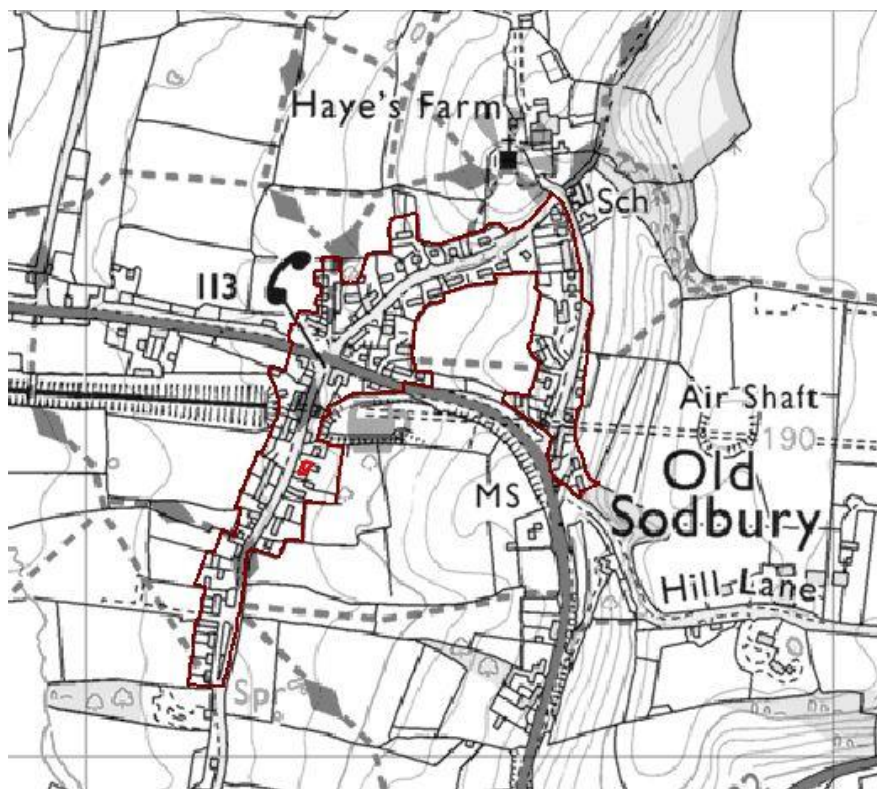 Haye's Farm
Sch
113
Air Shaft
190
MS
Old
Sodbury
Hill Lane
Sp